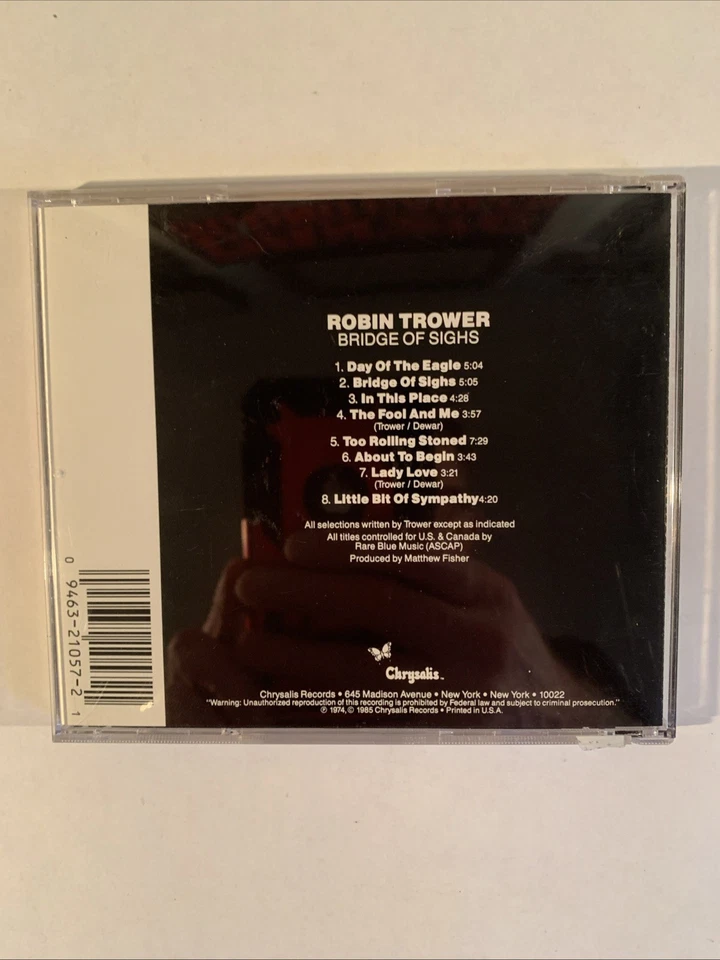 ROBIN TROWER
BRIDGE OF SIGHS
1. Day Of The Eagle 5:04
2. Bridge Of Sighs 5:05
3. In This Place 4:28
4. The Fool And Me 3:57
(Trower / Dewar)
5. Too Rolling Stoned 7:29
6. About To Begin 3:43
7. Lady Love 3:21
(Trower / Dewar)
8. Little Bit Of Sympathy 4:20
All selections written by Trower except as indicated
All titles controlled for U.S. & Canada by
Rare Blue Music (ASCAP)
Produced by Matthew Fisher
Chrysalis™
Chrysalis Records • 645 Madison Avenue • New York • New York • 10022
"Warning: Unauthorized reproduction of this recording is prohibited by Federal law and subject to criminal prosecution."
℗ 1974, © 1985 Chrysalis Records • Printed in U.S.A.
0 9463-21057-2 1